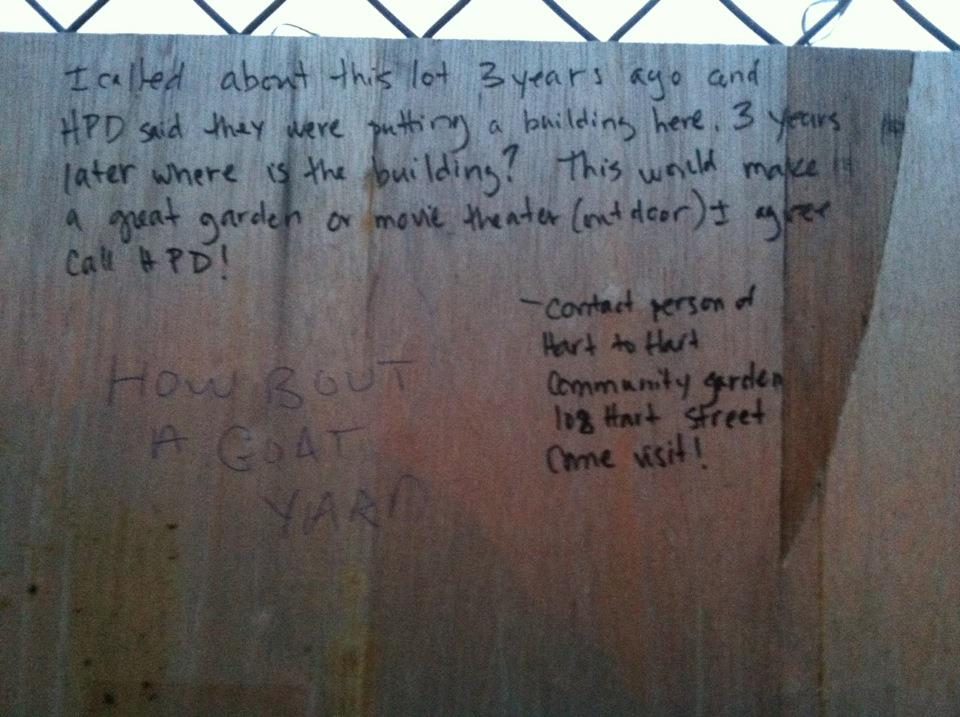 I called about this lot 3 years ago and
HPD said they were putting a building here. 3 years
later where is the building? This would make
a great garden or movie theater (outdoor) I agree
Call HPD!
- Contact person of
Hart to Hart
Community garden
108 Hart Street
Come visit!
HOW BOUT
A GOAT
YARD